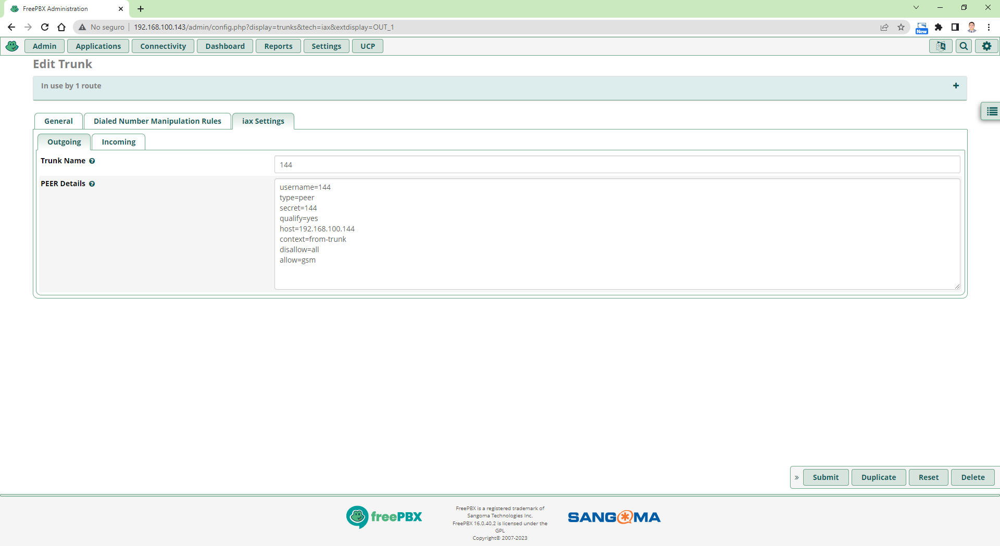 FreePBX Administration
No seguro
192.168.100.143/admin/config.php?display=trunks&tech=iax&extdisplay=OUT_1
New
Admin
Applications
Connectivity
Dashboard
Reports
Settings
UCP
Edit Trunk
In use by 1 route
General
Dialed Number Manipulation Rules
iax Settings
Outgoing
Incoming
Trunk Name
144
PEER Details
username=144
type=peer
secret=144
qualify=yes
host=192.168.100.144
context=from-trunk
disallow=all
allow=gsm
Submit
Duplicate
Reset
Delete
freePBX
FreePBX is a registered trademark of
Sangoma Technologies Inc.
FreePBX 16.0.40.2 is licensed under the
GPL
Copyright© 2007-2023
SANGOMA